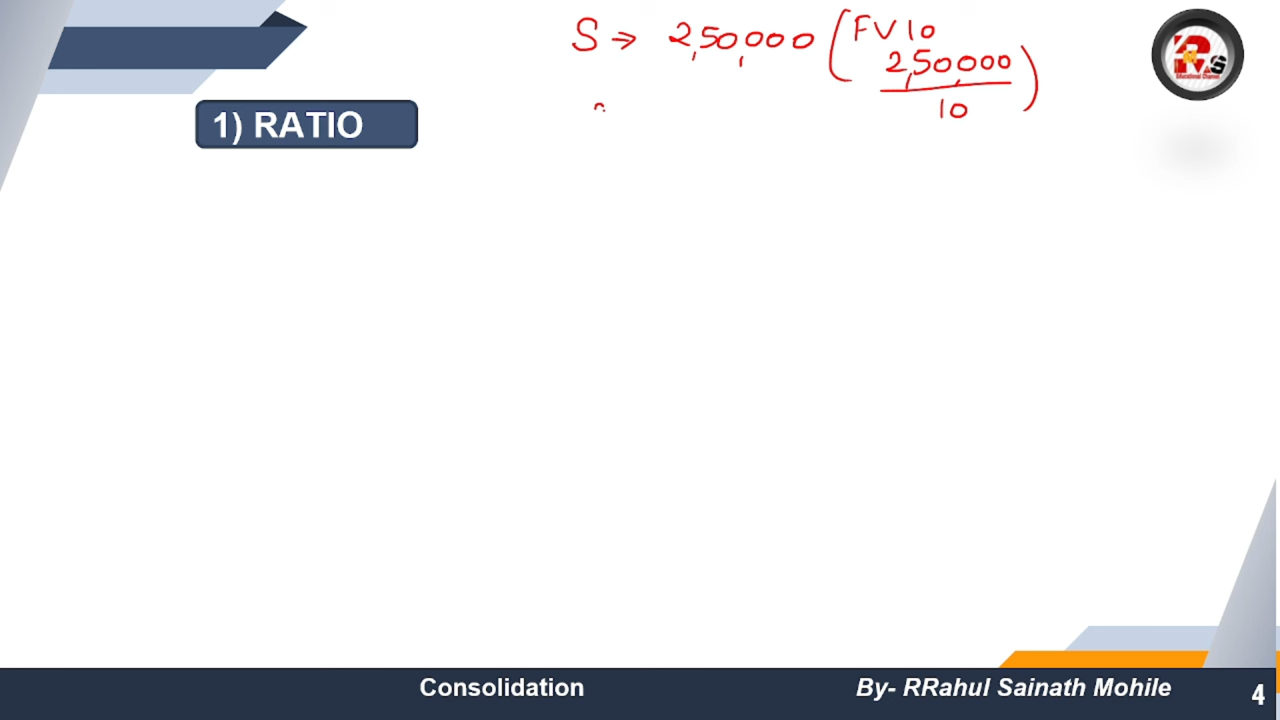 S → 2,50,000 ( FV 10
2,50,000
10 )
1) RATIO
Consolidation
By- RRahul Sainath Mohile
4